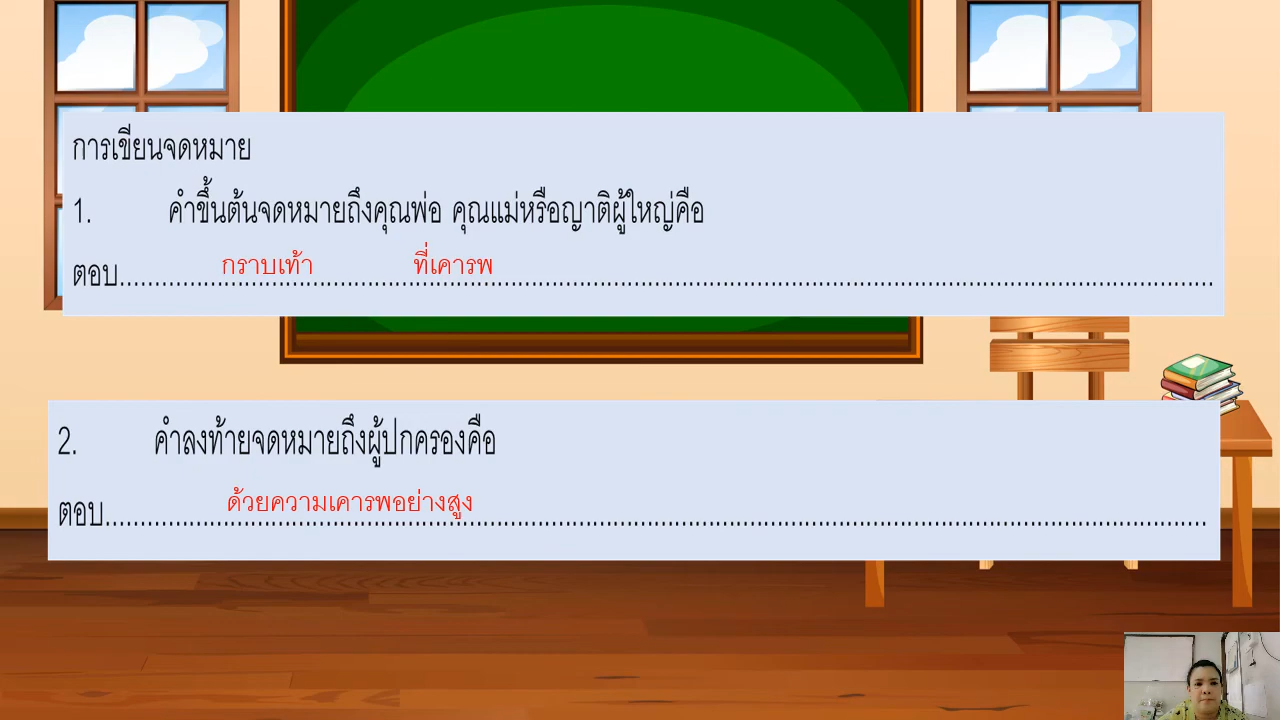 การเขียนจดหมาย
1. คำขึ้นต้นจดหมายถึงคุณพ่อ คุณแม่หรือญาติผู้ใหญ่คือ
ตอบ..........กราบเท้า..........ที่เคารพ....................................................................................
2. คำลงท้ายจดหมายถึงผู้ปกครองคือ
ตอบ..........ด้วยความเคารพอย่างสูง....................................................................................